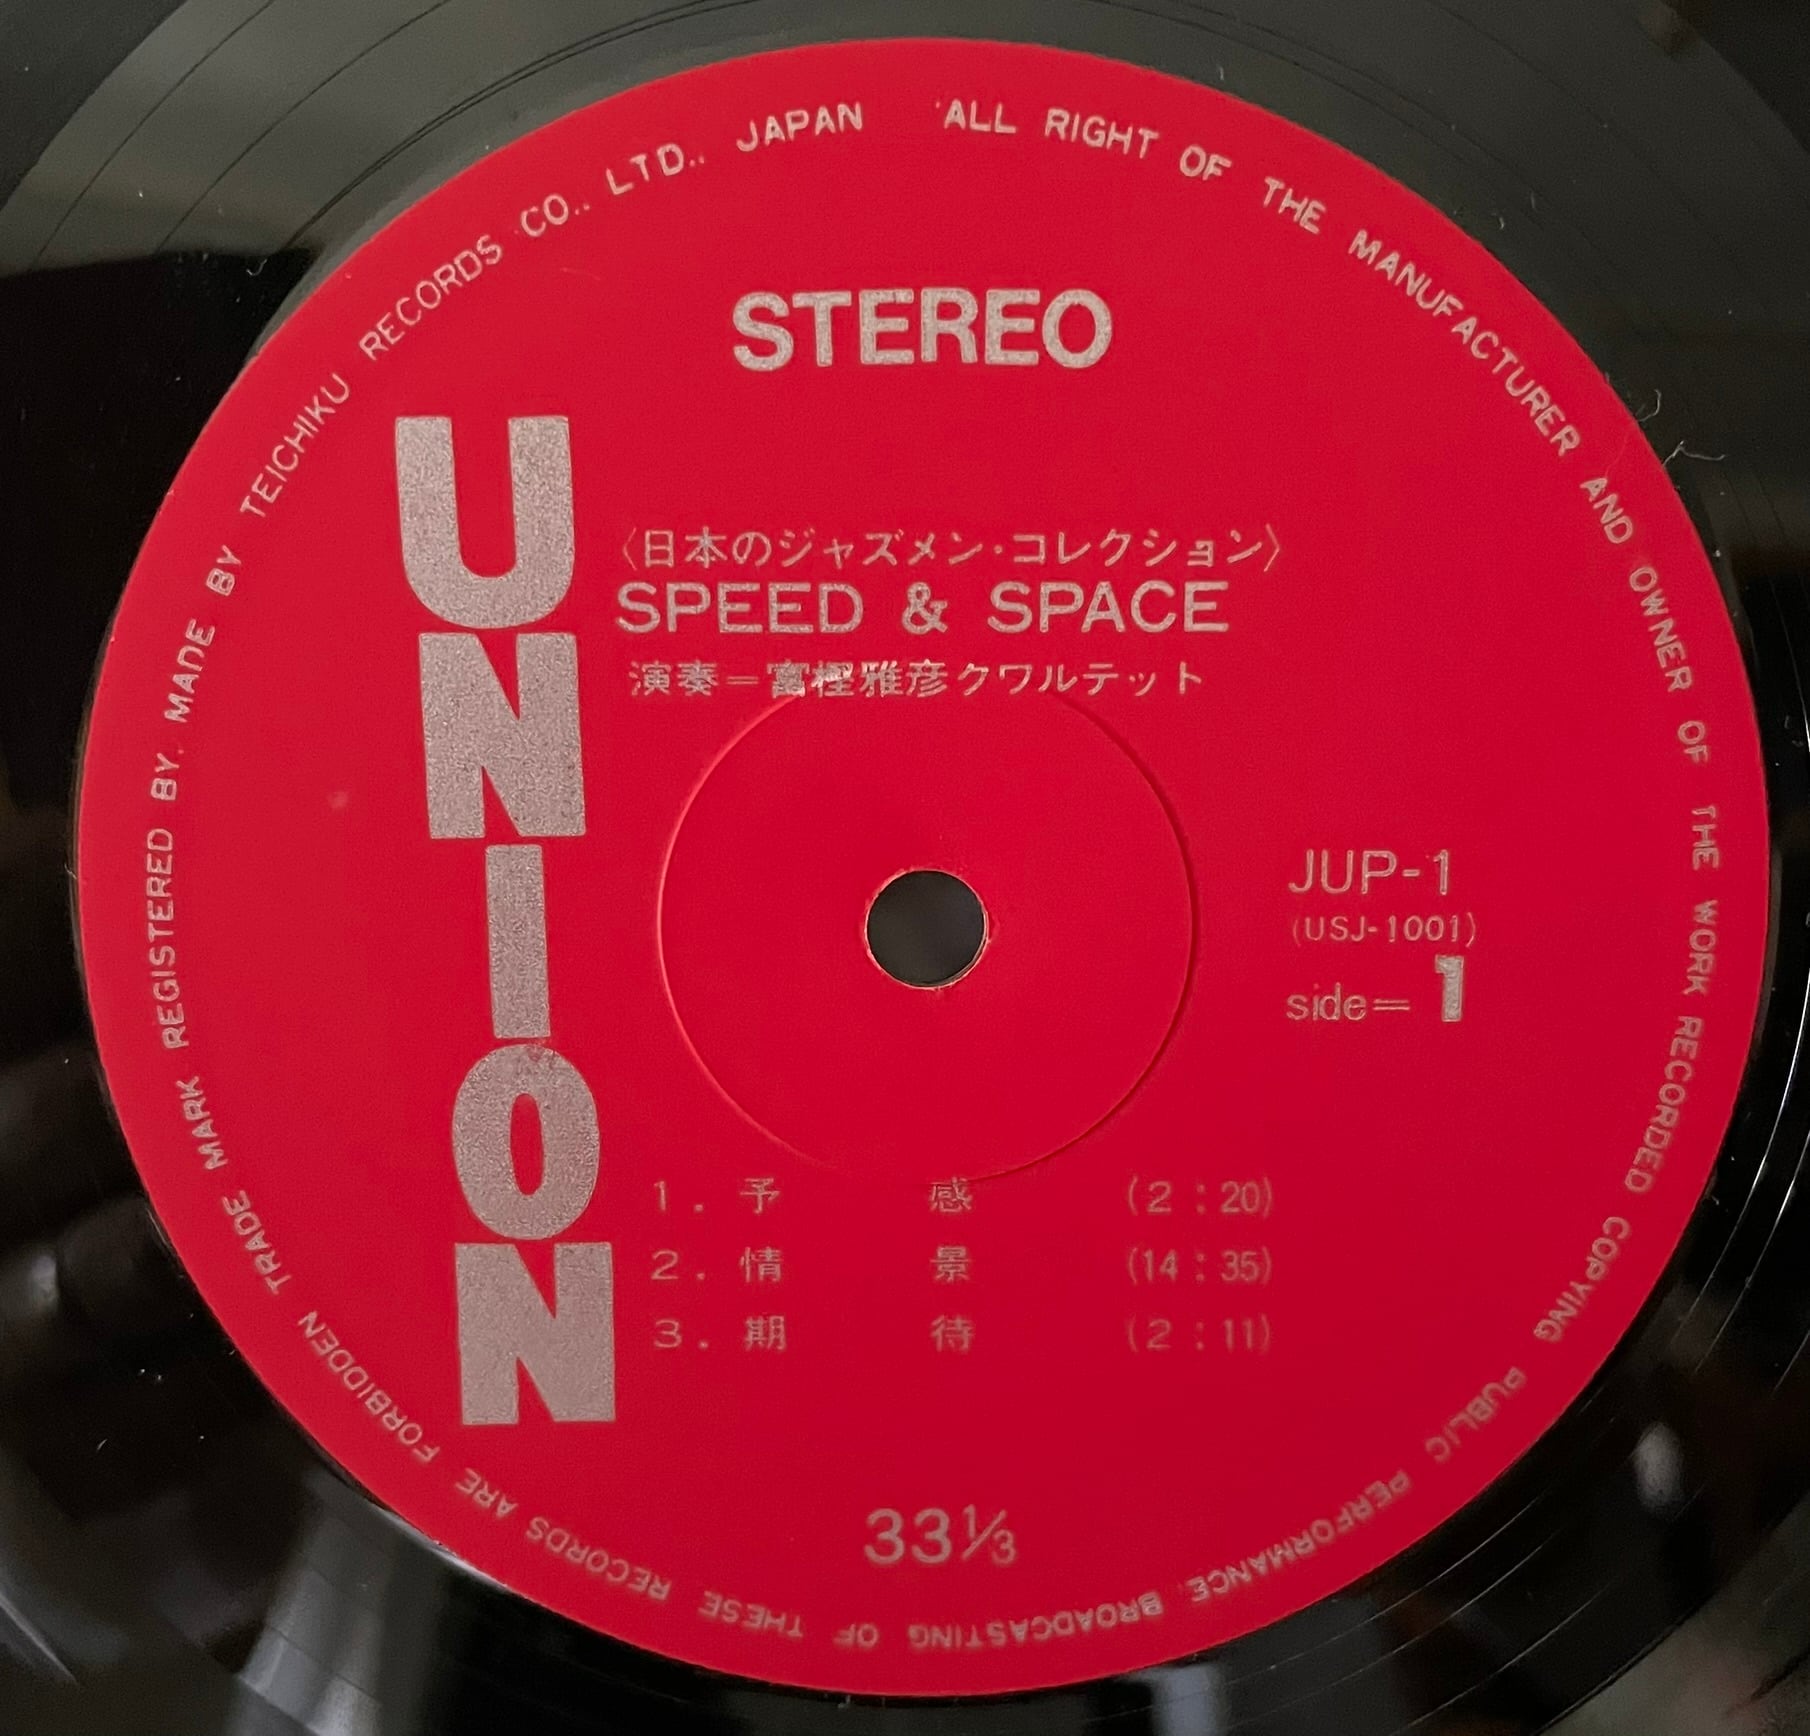 TRADE MARK REGISTERED BY. MADE BY TEICHIKU RECORDS CO.. LTD.. JAPAN
ALL RIGHT OF THE MANUFACTURER AND OWNER OF THE WORK RECORDED COPYING PUBLIC PERFORMANCE. BROADCASTING OF THESE RECORDS ARE FORBIDDEN
STEREO
UNION
〈日本のジャズメン・コレクション〉
SPEED & SPACE
演奏=富樫雅彦クワルテット
JUP-1
(USJ-1001)
side=1
1. 予感 (2:20)
2. 情景 (14:35)
3. 期待 (2:11)
33⅓